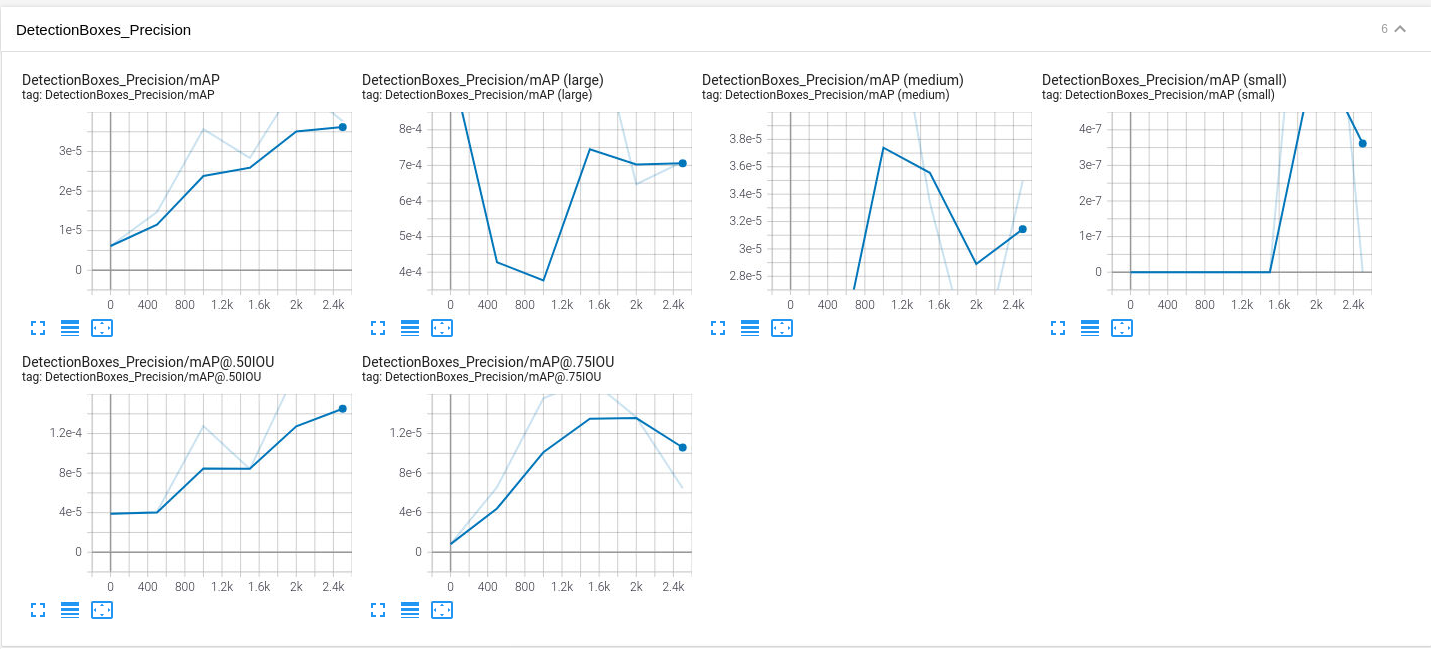 DetectionBoxes_Precision
6
DetectionBoxes_Precision/mAP
tag: DetectionBoxes_Precision/mAP
3e-5
2e-5
1e-5
0
0 400 800 1.2k 1.6k 2k 2.4k
DetectionBoxes_Precision/mAP (large)
tag: DetectionBoxes_Precision/mAP (large)
8e-4
7e-4
6e-4
5e-4
4e-4
0 400 800 1.2k 1.6k 2k 2.4k
DetectionBoxes_Precision/mAP (medium)
tag: DetectionBoxes_Precision/mAP (medium)
3.8e-5
3.6e-5
3.4e-5
3.2e-5
3e-5
2.8e-5
0 400 800 1.2k 1.6k 2k 2.4k
DetectionBoxes_Precision/mAP (small)
tag: DetectionBoxes_Precision/mAP (small)
4e-7
3e-7
2e-7
1e-7
0
0 400 800 1.2k 1.6k 2k 2.4k
DetectionBoxes_Precision/mAP@.50IOU
tag: DetectionBoxes_Precision/mAP@.50IOU
1.2e-4
8e-5
4e-5
0
0 400 800 1.2k 1.6k 2k 2.4k
DetectionBoxes_Precision/mAP@.75IOU
tag: DetectionBoxes_Precision/mAP@.75IOU
1.2e-5
8e-6
4e-6
0
0 400 800 1.2k 1.6k 2k 2.4k